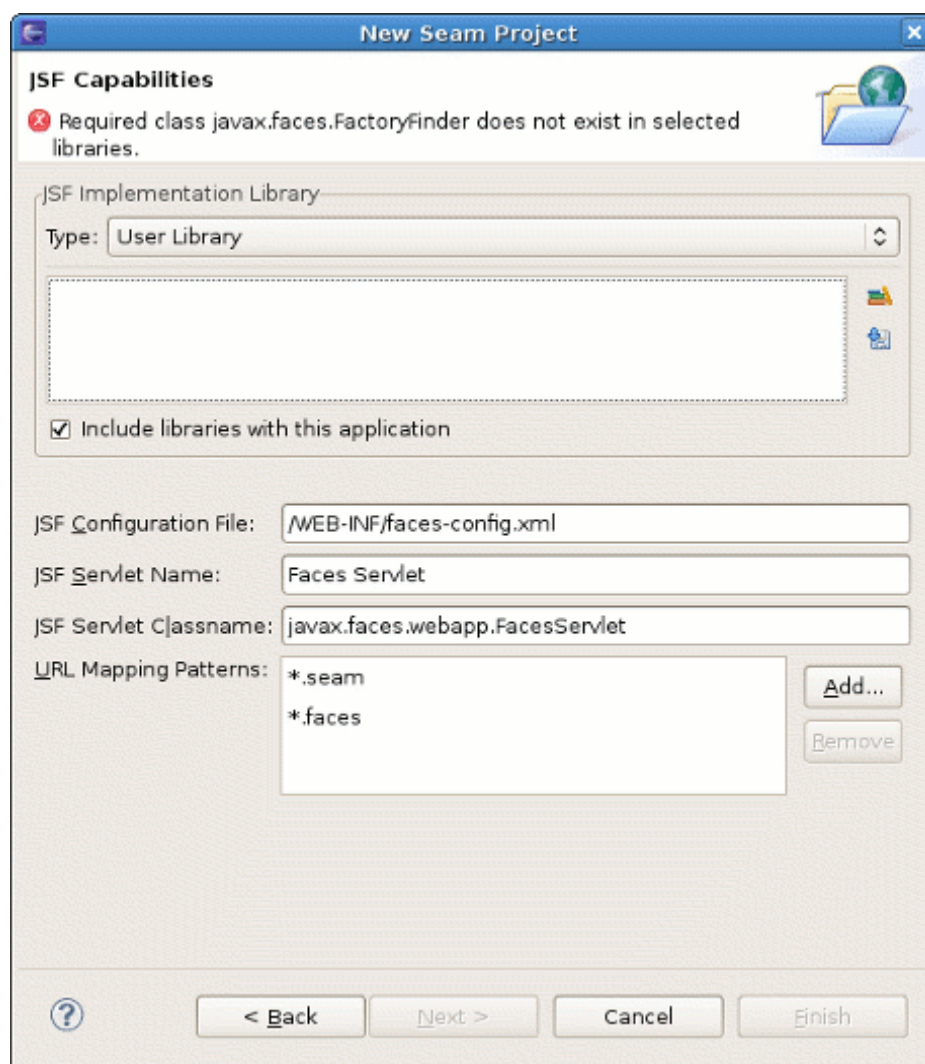 New Seam Project
JSF Capabilities
Required class javax.faces.FactoryFinder does not exist in selected
libraries.
JSF Implementation Library
Type: User Library
Include libraries with this application
JSF Configuration File: /WEB-INF/faces-config.xml
JSF Servlet Name: Faces Servlet
JSF Servlet Classname: javax.faces.webapp.FacesServlet
URL Mapping Patterns: *.seam
*.faces
Add...
Remove
? < Back Next > Cancel Finish